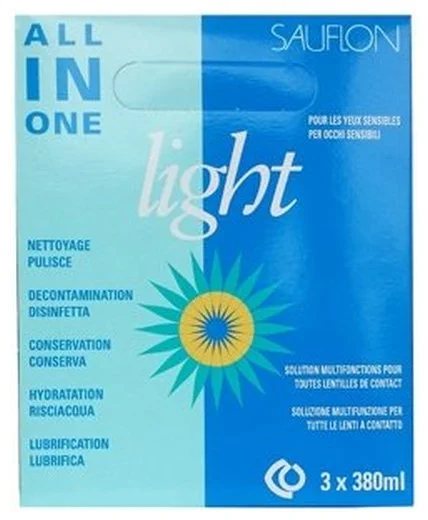 ALL
IN
ONE
SAUFLON
POUR LES YEUX SENSIBLES
PER OCCHI SENSIBILI
light
NETTOYAGE
PULISCE
DECONTAMINATION
DISINFETTA
CONSERVATION
CONSERVA
HYDRATATION
RISCIACQUA
LUBRIFICATION
LUBRIFICA
SOLUTION MULTIFONCTIONS POUR
TOUTES LENTILLES DE CONTACT
SOLUZIONE MULTIFUNZIONE PER
TUTTE LE LENTI A CONTATTO
3 x 380ml